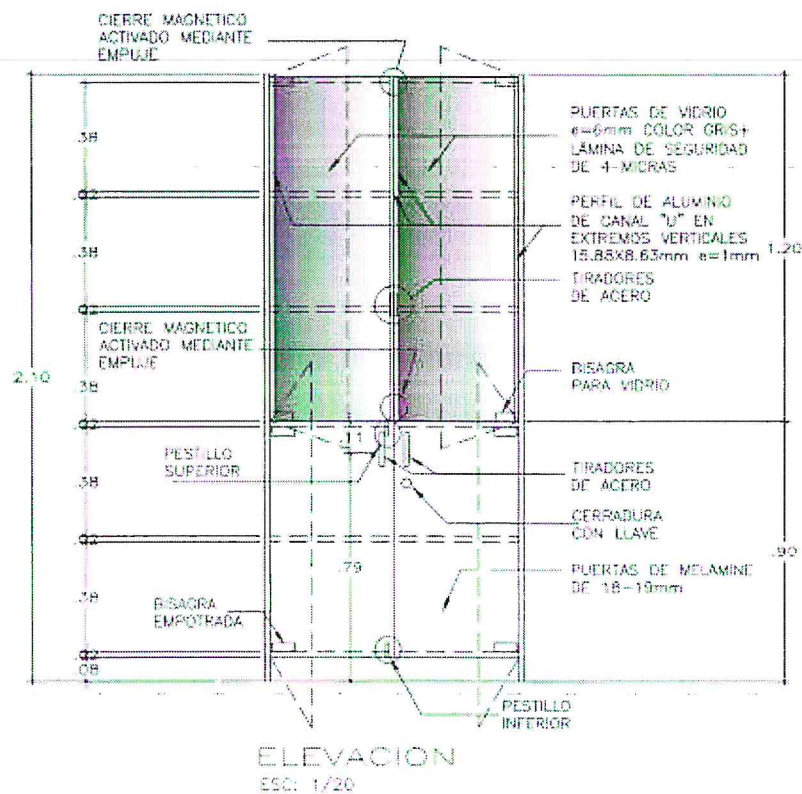 CIERRE MAGNETICO
ACTIVADO MEDIANTE
EMPUJE
PUERTAS DE VIDRIO
e=6mm COLOR GRIS+
LÁMINA DE SEGURIDAD
DE 4-MICRAS
PERFIL DE ALUMINIO
DE CANAL "U" EN
EXTREMOS VERTICALES
15.88X8.63mm e=1mm
1.20
TIRADORES
DE ACERO
.38
.02
.38
.02
CIERRE MAGNETICO
ACTIVADO MEDIANTE
EMPUJE
2.10
.38
.02
BISAGRA
PARA VIDRIO
.11
PESTILLO
SUPERIOR
.38
TIRADORES
DE ACERO
CERRADURA
CON LLAVE
.02
.79
.90
PUERTAS DE MELAMINE
DE 18-19mm
.38
BISAGRA
EMPOTRADA
.02
.08
PESTILLO
INFERIOR
ELEVACION
ESC: 1/20